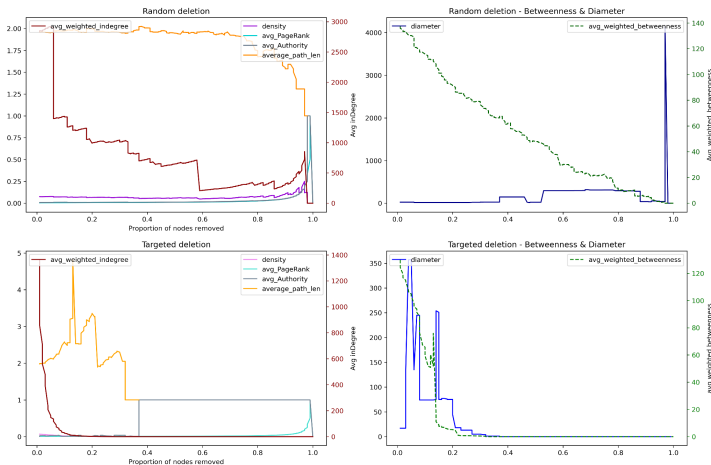 Random deletion
Random deletion - Betweenness & Diameter
avg_weighted_indegree
density
avg_PageRank
avg_Authority
average_path_len
diameter
avg_weighted_betweenness
2.00
1.75
1.50
1.25
1.00
0.75
0.50
0.25
0.00
3000
2500
2000
1500
1000
500
0
Avg inDegree
0.0 0.2 0.4 0.6 0.8 1.0
Proportion of nodes removed
4000
3000
2000
1000
0
140
120
100
80
60
40
20
0
Avg_weighted_betweenness
0.0 0.2 0.4 0.6 0.8 1.0
Targeted deletion
Targeted deletion - Betweenness & Diameter
avg_weighted_indegree
density
avg_PageRank
avg_Authority
average_path_len
diameter
avg_weighted_betweenness
5
4
3
2
1
0
1400
1200
1000
800
600
400
200
0
Avg inDegree
0.0 0.2 0.4 0.6 0.8 1.0
Proportion of nodes removed
350
300
250
200
150
100
50
0
120
100
80
60
40
20
0
avg_weighted_betweenness
0.0 0.2 0.4 0.6 0.8 1.0